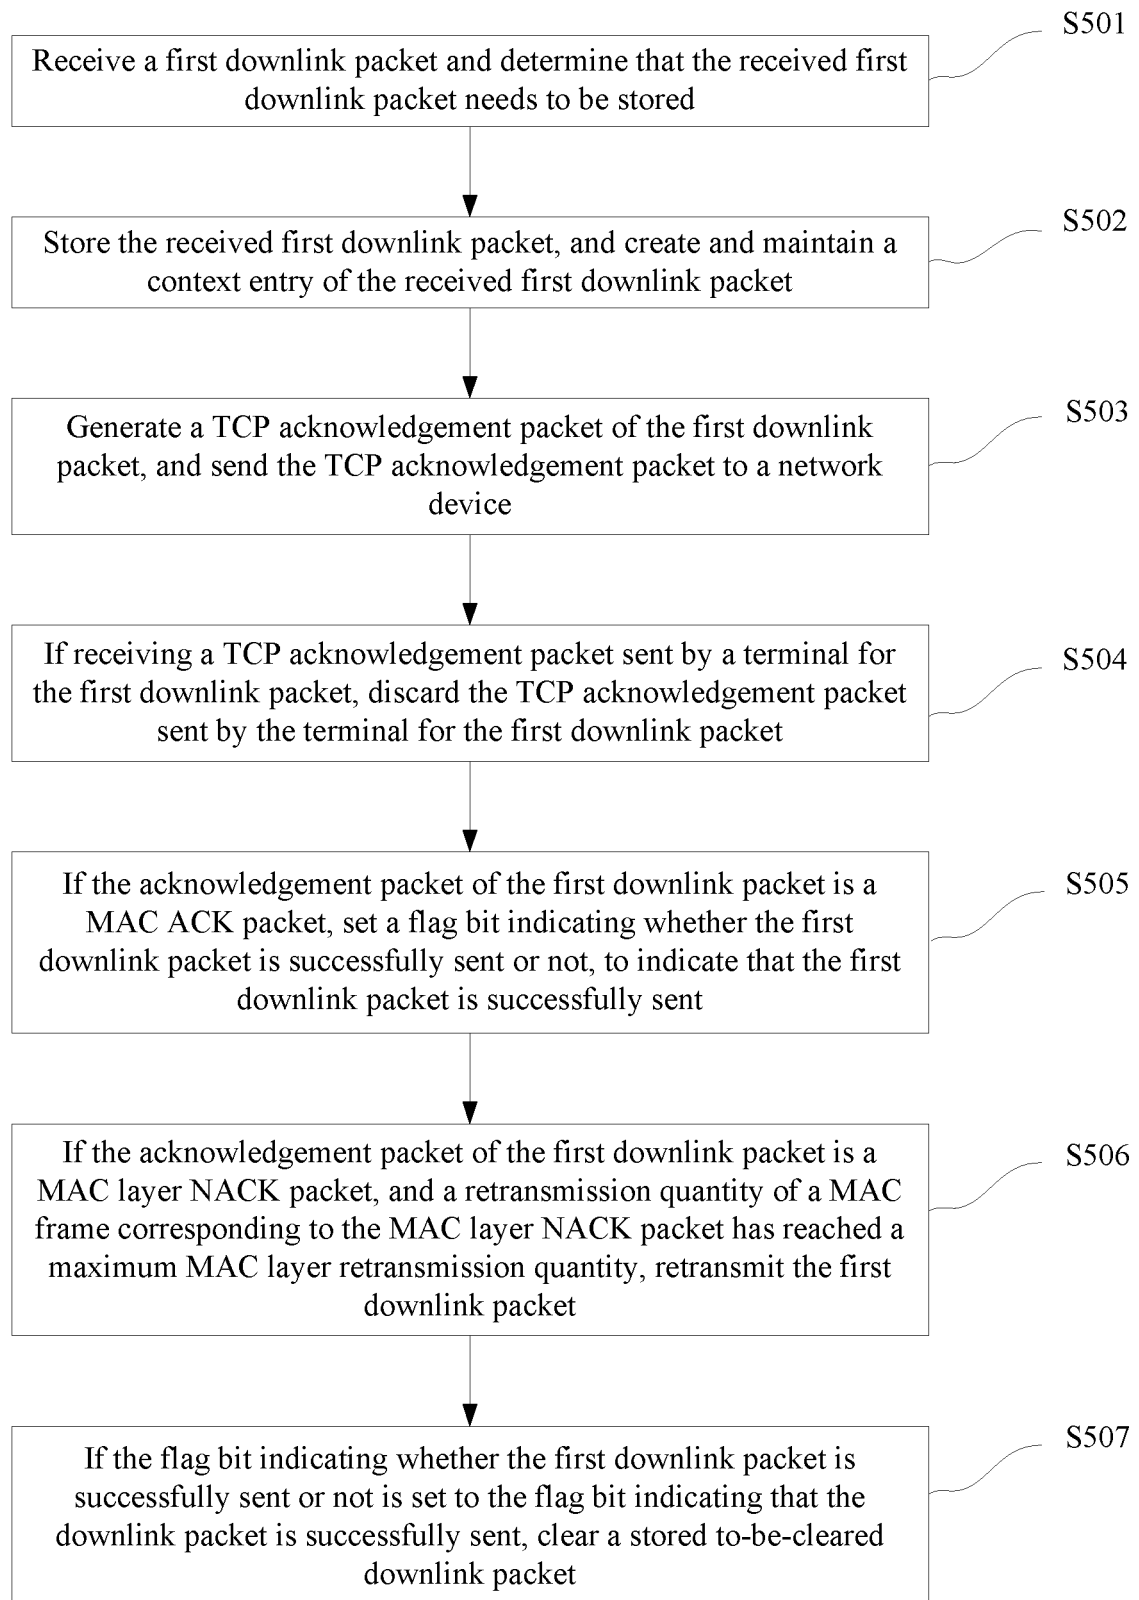 S501
Receive a first downlink packet and determine that the received first
downlink packet needs to be stored
S502
Store the received first downlink packet, and create and maintain a
context entry of the received first downlink packet
S503
Generate a TCP acknowledgement packet of the first downlink
packet, and send the TCP acknowledgement packet to a network
device
S504
If receiving a TCP acknowledgement packet sent by a terminal for
the first downlink packet, discard the TCP acknowledgement packet
sent by the terminal for the first downlink packet
S505
If the acknowledgement packet of the first downlink packet is a
MAC ACK packet, set a flag bit indicating whether the first
downlink packet is successfully sent or not, to indicate that the first
downlink packet is successfully sent
S506
If the acknowledgement packet of the first downlink packet is a
MAC layer NACK packet, and a retransmission quantity of a MAC
frame corresponding to the MAC layer NACK packet has reached a
maximum MAC layer retransmission quantity, retransmit the first
downlink packet
S507
If the flag bit indicating whether the first downlink packet is
successfully sent or not is set to the flag bit indicating that the
downlink packet is successfully sent, clear a stored to-be-cleared
downlink packet